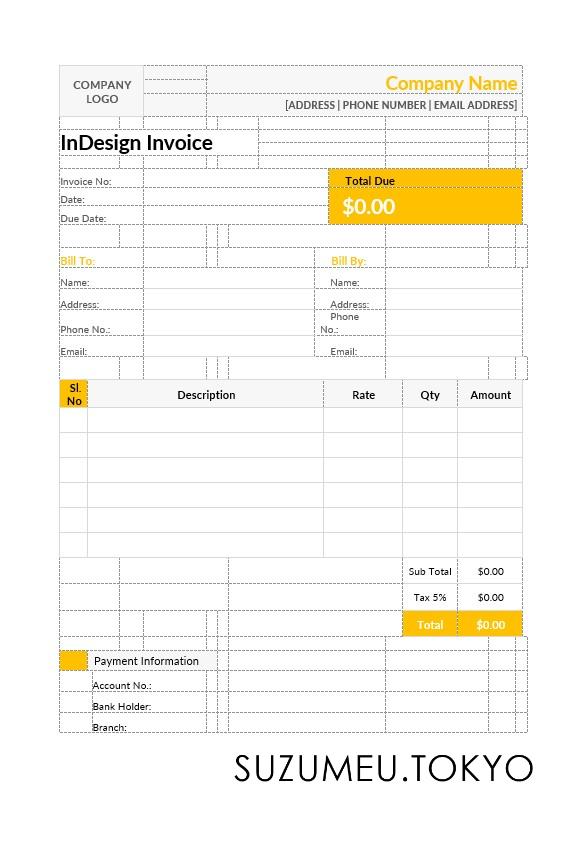 COMPANY
LOGO
Company Name
[ADDRESS | PHONE NUMBER | EMAIL ADDRESS]
InDesign Invoice
Invoice No:
Date:
Due Date:
Total Due
$0.00
Bill To:
Name:
Address:
Phone No.:
Email:
Bill By:
Name:
Address:
Phone
No.:
Email:
Sl.
No
Description
Rate
Qty
Amount
Sub Total $0.00
Tax 5% $0.00
Total $0.00
Payment Information
Account No.:
Bank Holder:
Branch:
SUZUMEU.TOKYO